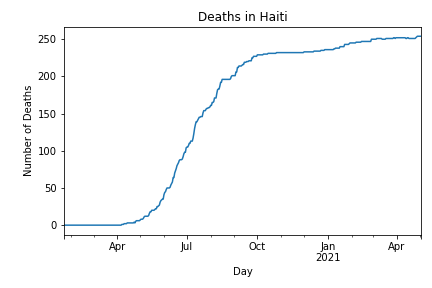 Deaths in Haiti
250
200
150
100
50
0
Number of Deaths
Apr
Jul
Oct
Jan
2021
Apr
Day